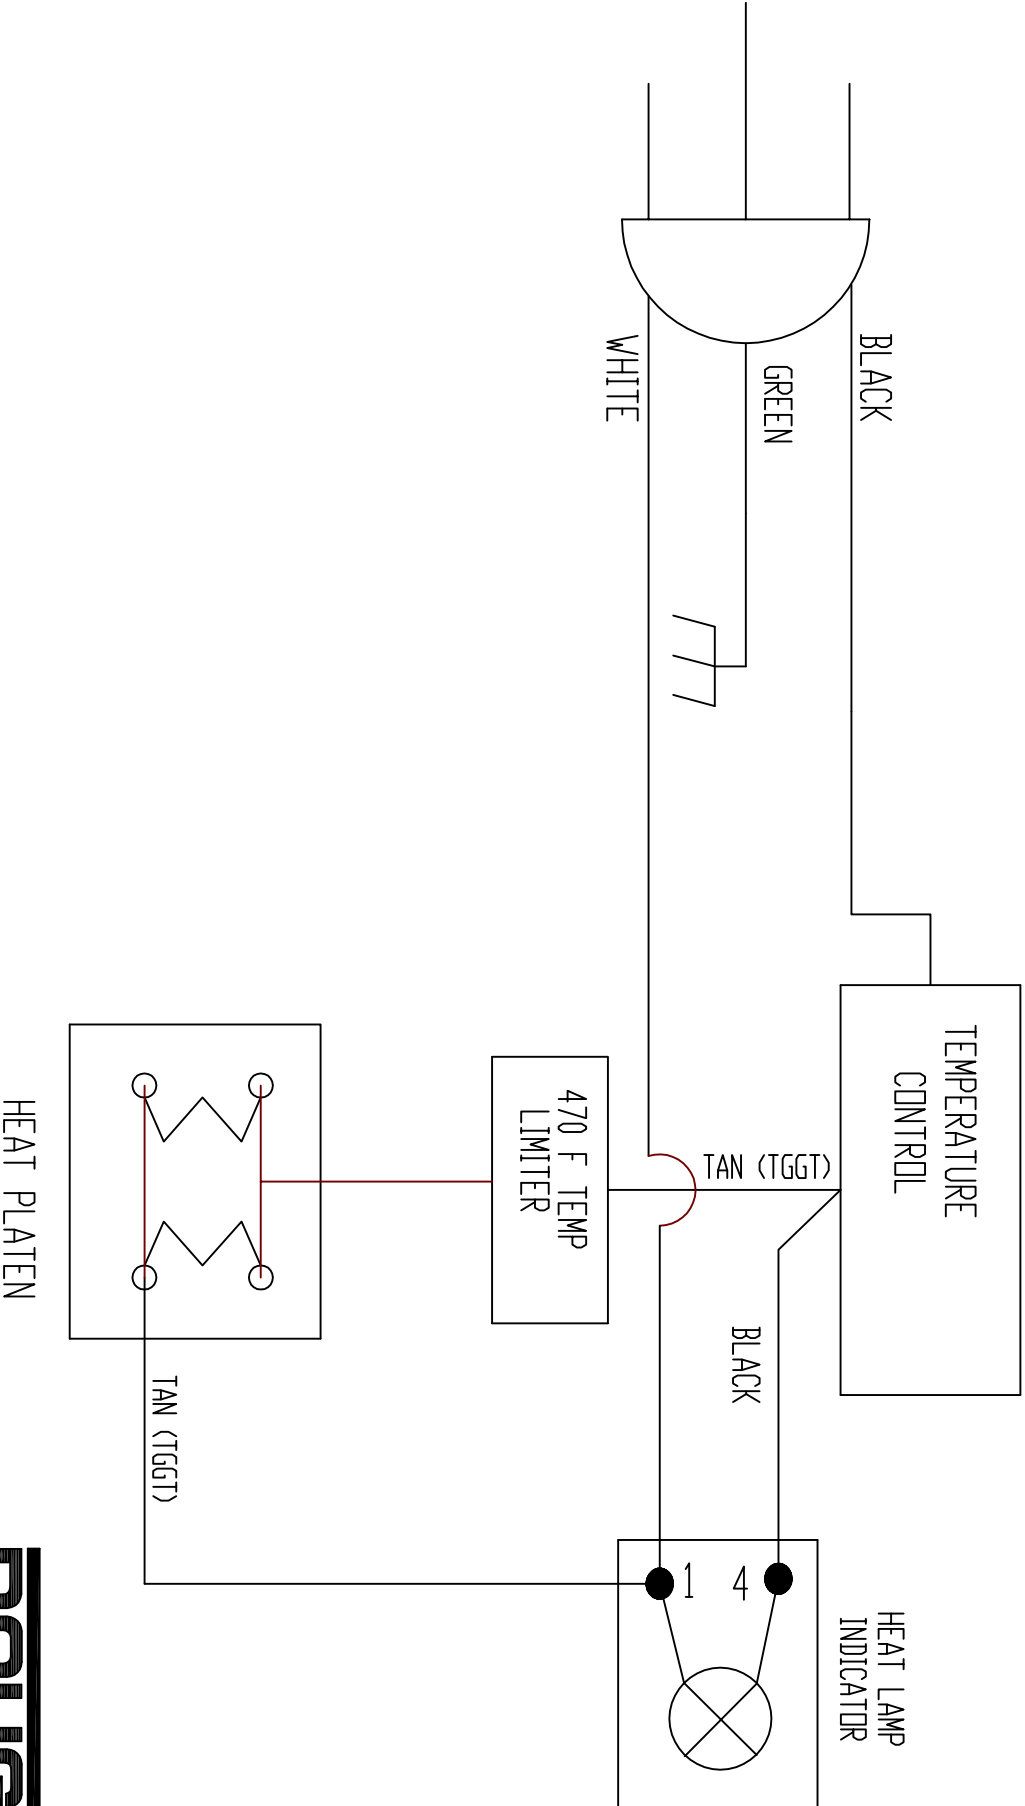 BLACK
GREEN
WHITE
TEMPERATURE
CONTROL
TAN (TGGT)
470 F TEMP
LIMITER
BLACK
HEAT LAMP
INDICATOR
4
1
TAN (TGGT)
HEAT PLATEN